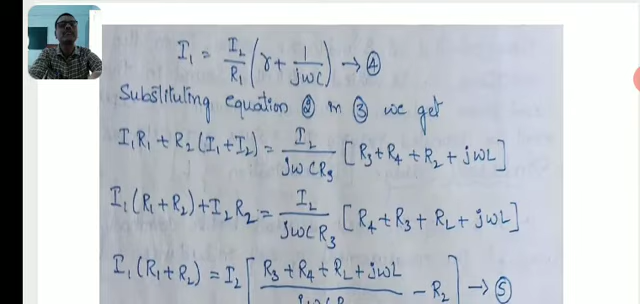 I₁ = I₂/R₁ (r + 1/jωC) → ④
Substituting equation ② in ③ we get
I₁R₁ + R₂(I₁+I₂) = I₂/jωCR₃ [R₃+R₄+R₂+jωL]
I₁(R₁+R₂)+I₂R₂ = I₂/jωCR₃ [R₄+R₃+R_L+jωL]
I₁(R₁+R₂) = I₂[R₃+R₄+R_L+jωL/jωCR - R₂] → ⑤